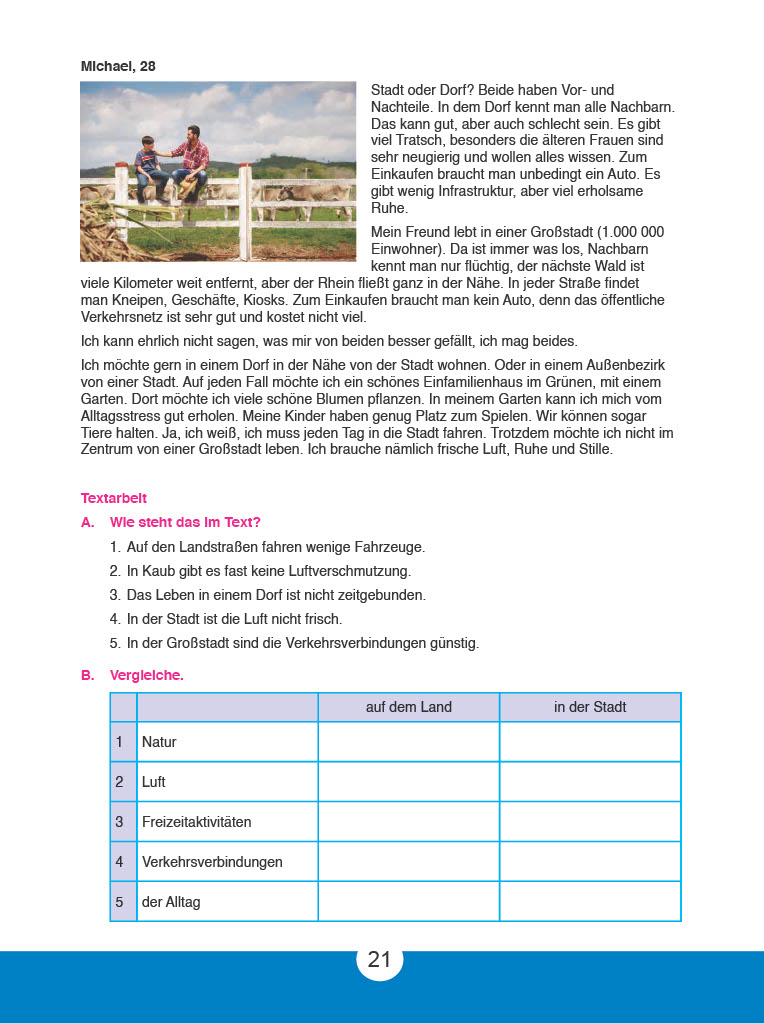 Michael, 28
Stadt oder Dorf? Beide haben Vor- und
Nachteile. In dem Dorf kennt man alle Nachbarn.
Das kann gut, aber auch schlecht sein. Es gibt
viel Tratsch, besonders die älteren Frauen sind
sehr neugierig und wollen alles wissen. Zum
Einkaufen braucht man unbedingt ein Auto. Es
gibt wenig Infrastruktur, aber viel erholsame
Ruhe.
Mein Freund lebt in einer Großstadt (1.000 000
Einwohner). Da ist immer was los, Nachbarn
kennt man nur flüchtig, der nächste Wald ist
viele Kilometer weit entfernt, aber der Rhein fließt ganz in der Nähe. In jeder Straße findet
man Kneipen, Geschäfte, Kiosks. Zum Einkaufen braucht man kein Auto, denn das öffentliche
Verkehrsnetz ist sehr gut und kostet nicht viel.
Ich kann ehrlich nicht sagen, was mir von beiden besser gefällt, ich mag beides.
Ich möchte gern in einem Dorf in der Nähe von der Stadt wohnen. Oder in einem Außenbezirk
von einer Stadt. Auf jeden Fall möchte ich ein schönes Einfamilienhaus im Grünen, mit einem
Garten. Dort möchte ich viele schöne Blumen pflanzen. In meinem Garten kann ich mich vom
Alltagsstress gut erholen. Meine Kinder haben genug Platz zum Spielen. Wir können sogar
Tiere halten. Ja, ich weiß, ich muss jeden Tag in die Stadt fahren. Trotzdem möchte ich nicht im
Zentrum von einer Großstadt leben. Ich brauche nämlich frische Luft, Ruhe und Stille.
Textarbeit
A. Wie steht das im Text?
1. Auf den Landstraßen fahren wenige Fahrzeuge.
2. In Kaub gibt es fast keine Luftverschmutzung.
3. Das Leben in einem Dorf ist nicht zeitgebunden.
4. In der Stadt ist die Luft nicht frisch.
5. In der Großstadt sind die Verkehrsverbindungen günstig.
B. Vergleiche.
auf dem Land in der Stadt
1 Natur
2 Luft
3 Freizeitaktivitäten
4 Verkehrsverbindungen
5 der Alltag
21